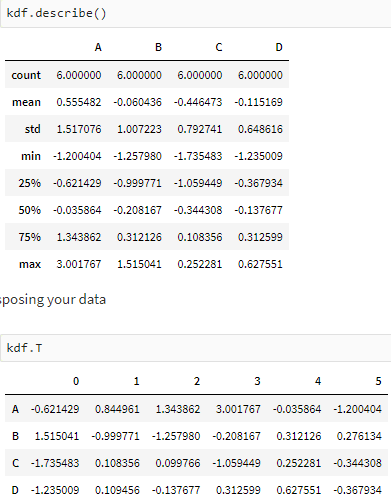 kdf.describe()
A B C D
count 6.000000 6.000000 6.000000 6.000000
mean 0.555482 -0.060436 -0.446473 -0.115169
std 1.517076 1.007223 0.792741 0.648616
min -1.200404 -1.257980 -1.735483 -1.235009
25% -0.621429 -0.999771 -1.059449 -0.367934
50% -0.035864 -0.208167 -0.344308 -0.137677
75% 1.343862 0.312126 0.108356 0.312599
max 3.001767 1.515041 0.252281 0.627551
sposing your data
kdf.T
0 1 2 3 4 5
A -0.621429 0.844961 1.343862 3.001767 -0.035864 -1.200404
B 1.515041 -0.999771 -1.257980 -0.208167 0.312126 0.276134
C -1.735483 0.108356 0.099766 -1.059449 0.252281 -0.344308
D -1.235009 0.109456 -0.137677 0.312599 0.627551 -0.367934